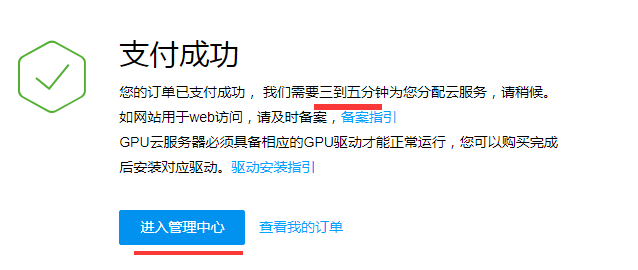 支付成功
您的订单已支付成功， 我们需要三到五分钟为您分配云服务，请稍候。
如网站用于web访问，请及时备案，备案指引
GPU云服务器必须具备相应的GPU驱动才能正常运行，您可以购买完成
后安装对应驱动。驱动安装指引
进入管理中心 查看我的订单